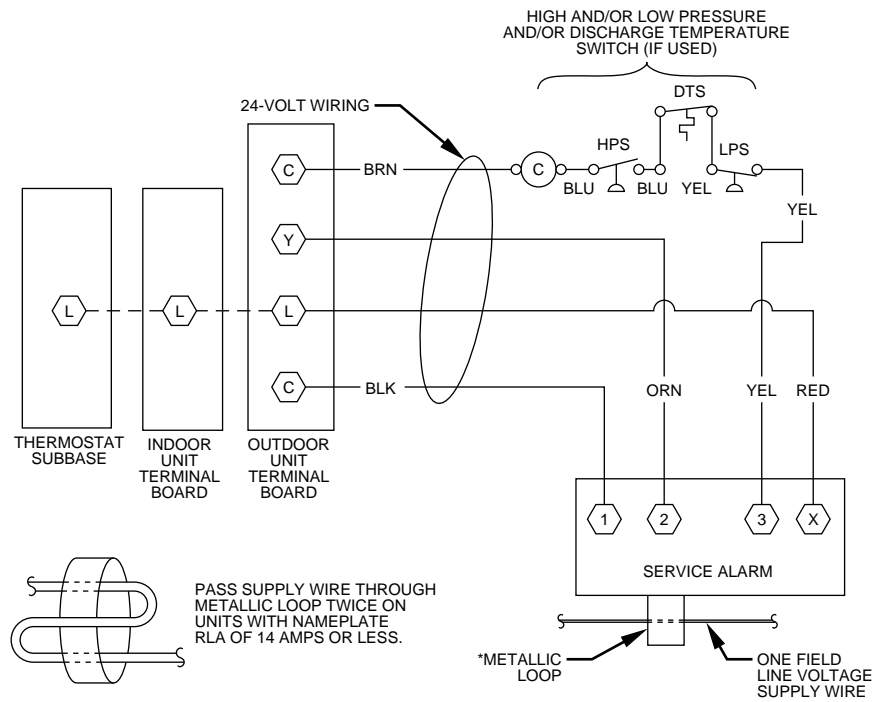 HIGH AND/OR LOW PRESSURE
AND/OR DISCHARGE TEMPERATURE
SWITCH (IF USED)
24-VOLT WIRING
DTS
HPS
LPS
C
BRN
C
BLU
BLU
YEL
YEL
Y
L
L
L
C
BLK
ORN
YEL
RED
THERMOSTAT
SUBBASE
INDOOR
UNIT
TERMINAL
BOARD
OUTDOOR
UNIT
TERMINAL
BOARD
1
2
3
X
SERVICE ALARM
PASS SUPPLY WIRE THROUGH
METALLIC LOOP TWICE ON
UNITS WITH NAMEPLATE
RLA OF 14 AMPS OR LESS.
*METALLIC
LOOP
ONE FIELD
LINE VOLTAGE
SUPPLY WIRE